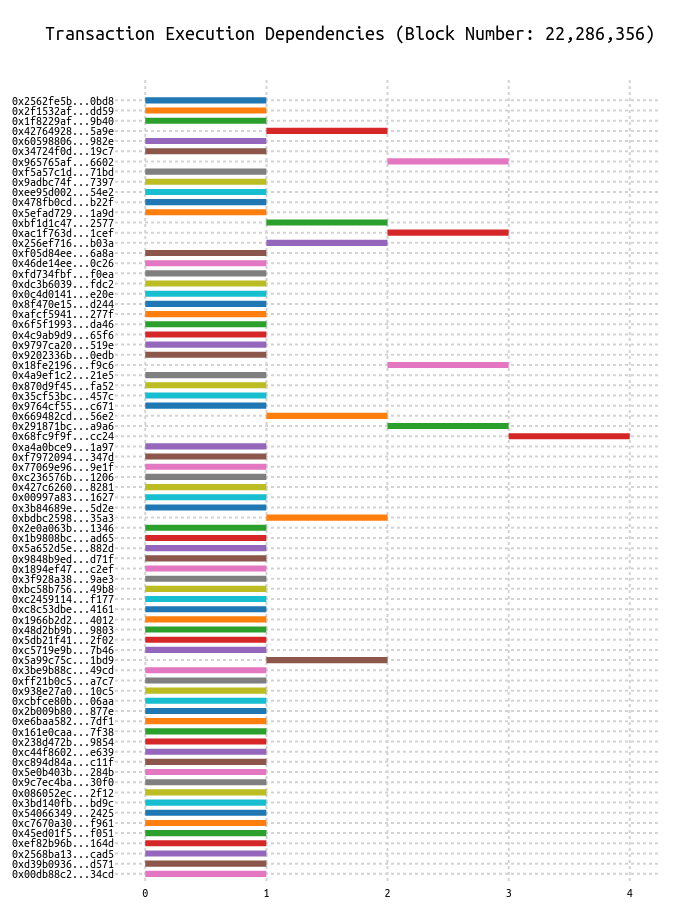 Transaction Execution Dependencies (Block Number: 22,286,356)
0x2562fe5b...0bd8
0x2f1532af...dd59
0x1f8229af...9b40
0x42764928...5a9e
0x60598806...982e
0x34724f0d...19c7
0x965765af...6602
0xf5a57c1d...71bd
0x9adbc74f...7397
0xee95d002...54e2
0x478fb0cd...b22f
0x5efad729...1a9d
0xbf1d1c47...2577
0xac1f763d...1cef
0x256ef716...b03a
0xf05d84ee...6a8a
0x46de14ee...0c26
0xfd734fbf...f0ea
0xdc3b6039...fdc2
0x0c4d0141...e20e
0x8f470e15...d244
0xafcf5941...277f
0x6f5f1993...da46
0x4c9ab9d9...65f6
0x9797ca20...519e
0x9202336b...0edb
0x18fe2196...f9c6
0x4a9ef1c2...21e5
0x870d9f45...fa52
0x35cf53bc...457c
0x9764cf55...c671
0x669482cd...56e2
0x291871bc...a9a6
0x68fc9f9f...cc24
0xa4a0bce9...1a97
0xf7972094...347d
0x77069e96...9e1f
0xc236576b...1206
0x427c6260...8281
0x00997a83...1627
0x3b84689e...5d2e
0xbdbc2598...35a3
0x2e0a063b...1346
0x1b9808bc...ad65
0x5a652d5e...882d
0x9848b9ed...d71f
0x1894ef47...c2ef
0x3f928a38...9ae3
0xbc58b756...49b8
0xc2459114...f177
0xc8c53dbe...4161
0x1966b2d2...4012
0x48d2bb9b...9803
0x5db21f41...2f02
0xc5719e9b...7b46
0x5a99c75c...1bd9
0x3be9b88c...49cd
0xff21b0c5...a7c7
0x938e27a0...10c5
0xcbfce80b...06aa
0x2b009b80...877e
0xe6baa582...7df1
0x161e0caa...7f38
0x238d472b...9854
0xc44f8602...e639
0xc894d84a...c11f
0x5e0b403b...284b
0x9c7ec4ba...30f0
0x086052ec...2f12
0x3bd140fb...bd9c
0x54066349...2425
0xc7670a30...f961
0x45ed01f5...f051
0xef82b96b...164d
0x2568ba13...cad5
0xd39b0936...d571
0x00db88c2...34cd
0 1 2 3 4